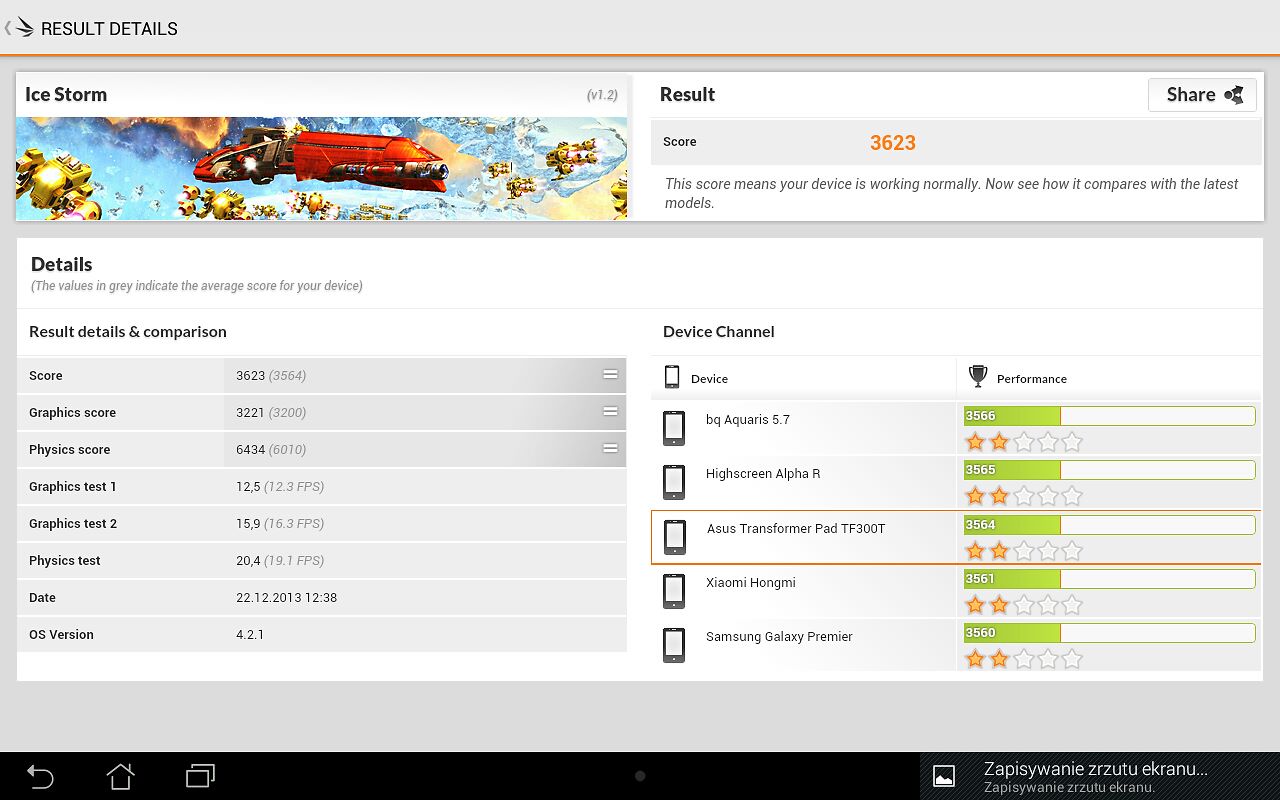 RESULT DETAILS
Ice Storm (v1.2)
Result
Share
Score 3623
This score means your device is working normally. Now see how it compares with the latest
models.
Details
(The values in grey indicate the average score for your device)
Result details & comparison
Score 3623 (3564)
Graphics score 3221 (3200)
Physics score 6434 (6010)
Graphics test 1 12,5 (12.3 FPS)
Graphics test 2 15,9 (16.3 FPS)
Physics test 20,4 (19.1 FPS)
Date 22.12.2013 12:38
OS Version 4.2.1
Device Channel
Device Performance
bq Aquaris 5.7 3566
Highscreen Alpha R 3565
Asus Transformer Pad TF300T 3564
Xiaomi Hongmi 3561
Samsung Galaxy Premier 3560
Zapisywanie zrzutu ekranu...
Zapisywanie zrzutu ekranu.